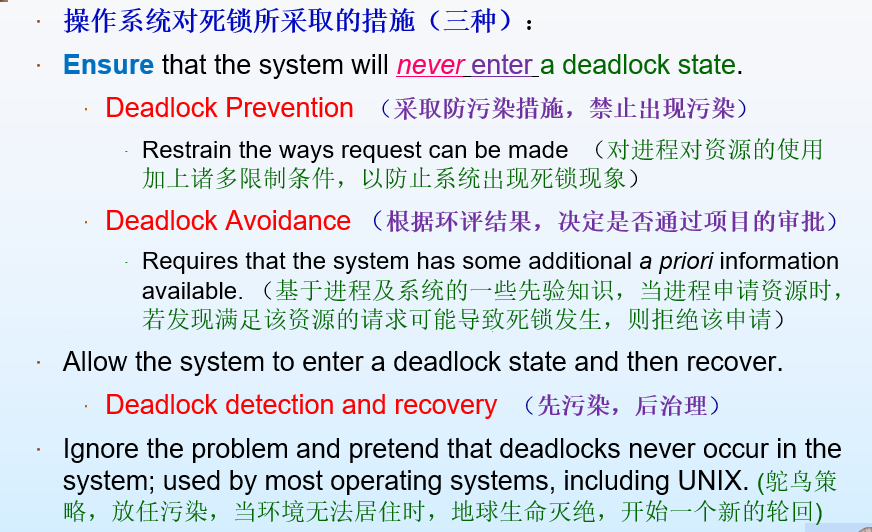 操作系统对死锁所采取的措施（三种）:
Ensure that the system will never enter a deadlock state.
Deadlock Prevention （采取防污染措施，禁止出现污染）
Restrain the ways request can be made （对进程对资源的使用
加上诸多限制条件，以防止系统出现死锁现象）
Deadlock Avoidance （根据环评结果，决定是否通过项目的审批）
Requires that the system has some additional a priori information
available. （基于进程及系统的一些先验知识，当进程申请资源时，
若发现满足该资源的请求可能导致死锁发生，则拒绝该申请）
Allow the system to enter a deadlock state and then recover.
Deadlock detection and recovery （先污染，后治理）
Ignore the problem and pretend that deadlocks never occur in the
system; used by most operating systems, including UNIX. (鸵鸟策
略，放任污染，当环境无法居住时，地球生命灭绝，开始一个新的轮回)